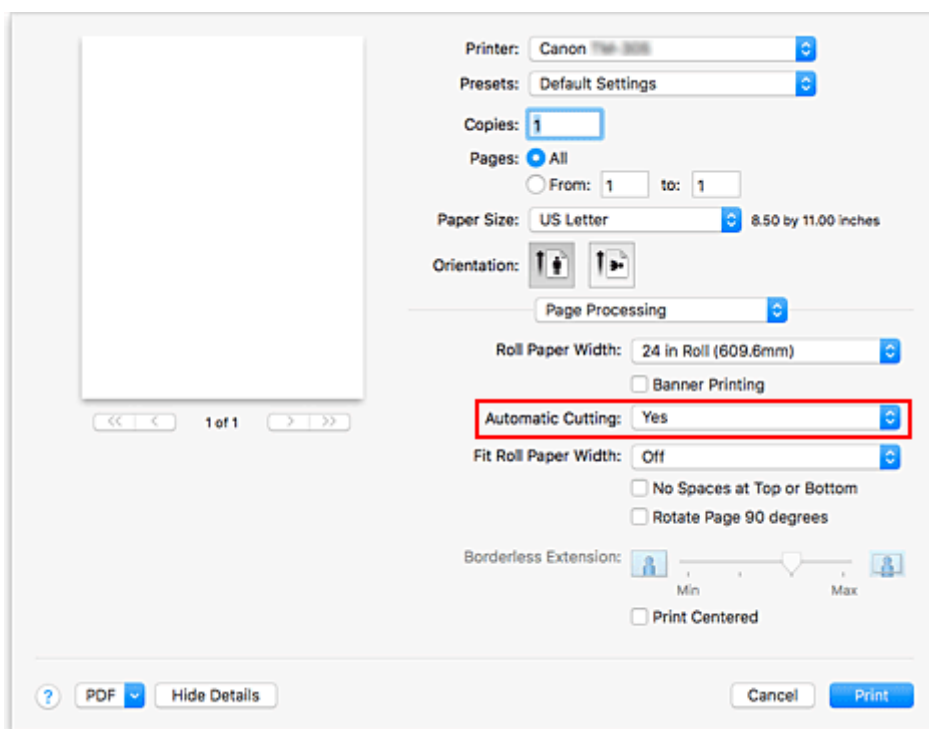 Printer: Canon
Presets: Default Settings
Copies: 1
Pages: All
From: 1 to: 1
Paper Size: US Letter 8.50 by 11.00 inches
Orientation:
Page Processing
Roll Paper Width: 24 in Roll (609.6mm)
Banner Printing
<< < 1 of 1 > >>
Automatic Cutting: Yes
Fit Roll Paper Width: Off
No Spaces at Top or Bottom
Rotate Page 90 degrees
Borderless Extension:
Min Max
Print Centered
? PDF Hide Details Cancel Print